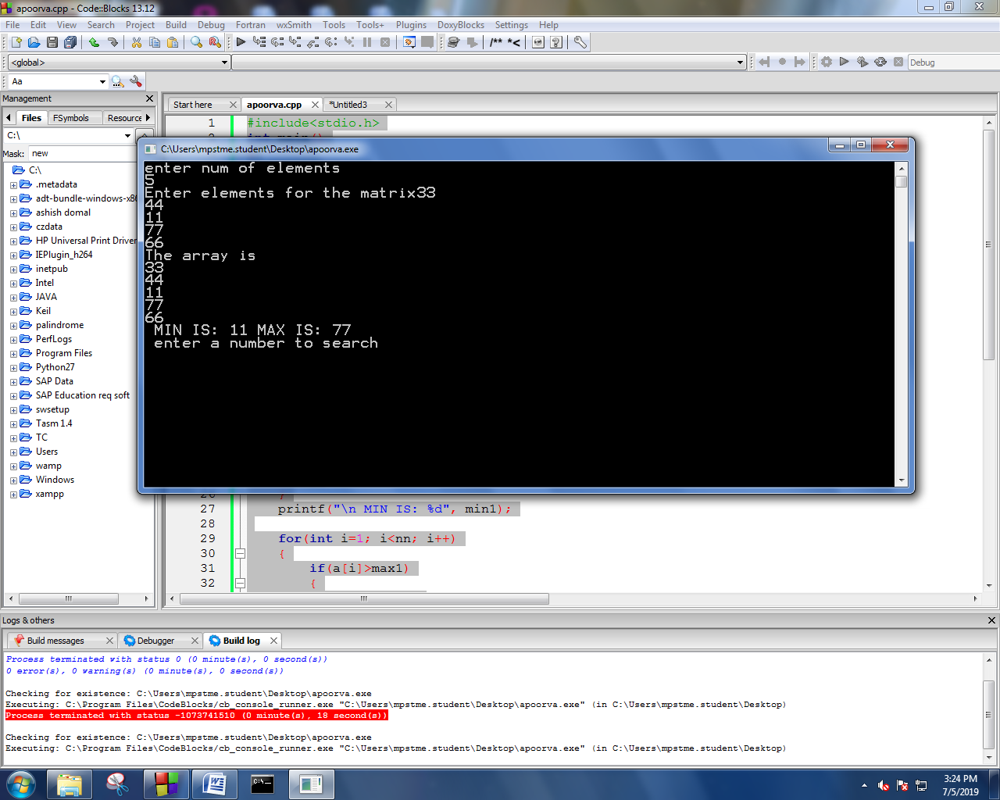 apoorva.cpp - Code::Blocks 13.12
File Edit View Search Project Build Debug Fortran wxSmith Tools Tools+ Plugins DoxyBlocks Settings Help
/** *<
<global>
Debug
Aa
Management
Files FSymbols Resource
C:\
Mask: new
C:\
.metadata
adt-bundle-windows-x86
ashish domal
czdata
HP Universal Print Driver
IEPlugin_h264
inetpub
Intel
JAVA
Keil
palindrome
PerfLogs
Program Files
Python27
SAP Data
SAP Education req soft
swsetup
Tasm 1.4
TC
Users
wamp
Windows
xampp
Start here apoorva.cpp *Untitled3
1 #include<stdio.h>
int main()
C:\Users\mpstme.student\Desktop\apoorva.exe
enter num of elements
5
Enter elements for the matrix33
44
11
77
66
The array is
33
44
11
77
66
MIN IS: 11 MAX IS: 77
enter a number to search
26 }
27 printf("\n MIN IS: %d", min1);
28
29 for(int i=1; i<nn; i++)
30 {
31 if(a[i]>max1)
32 {
Logs & others
Build messages Debugger Build log
Process terminated with status 0 (0 minute(s), 0 second(s))
0 error(s), 0 warning(s) (0 minute(s), 0 second(s))
Checking for existence: C:\Users\mpstme.student\Desktop\apoorva.exe
Executing: C:\Program Files\CodeBlocks/cb_console_runner.exe "C:\Users\mpstme.student\Desktop\apoorva.exe" (in C:\Users\mpstme.student\Desktop)
Process terminated with status -1073741510 (0 minute(s), 18 second(s))
Checking for existence: C:\Users\mpstme.student\Desktop\apoorva.exe
Executing: C:\Program Files\CodeBlocks/cb_console_runner.exe "C:\Users\mpstme.student\Desktop\apoorva.exe" (in C:\Users\mpstme.student\Desktop)
3:24 PM
7/5/2019